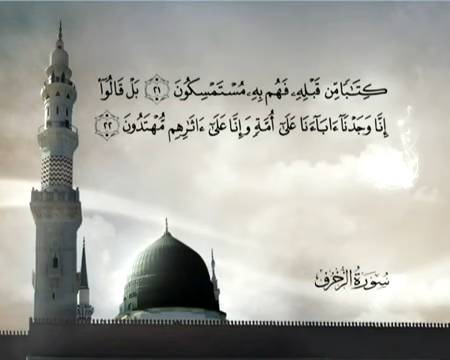 كِتَٰبًا مِّن قَبْلِهِۦ فَهُم بِهِۦ مُسْتَمْسِكُونَ ﴿٢١﴾ بَلْ قَالُوٓا۟
إِنَّا وَجَدْنَآ ءَابَآءَنَا عَلَىٰٓ أُمَّةٍ وَإِنَّا عَلَىٰٓ ءَاثَٰرِهِم مُّهْتَدُونَ ﴿٢٢﴾
سُورَةُ الزُّخْرُفِ